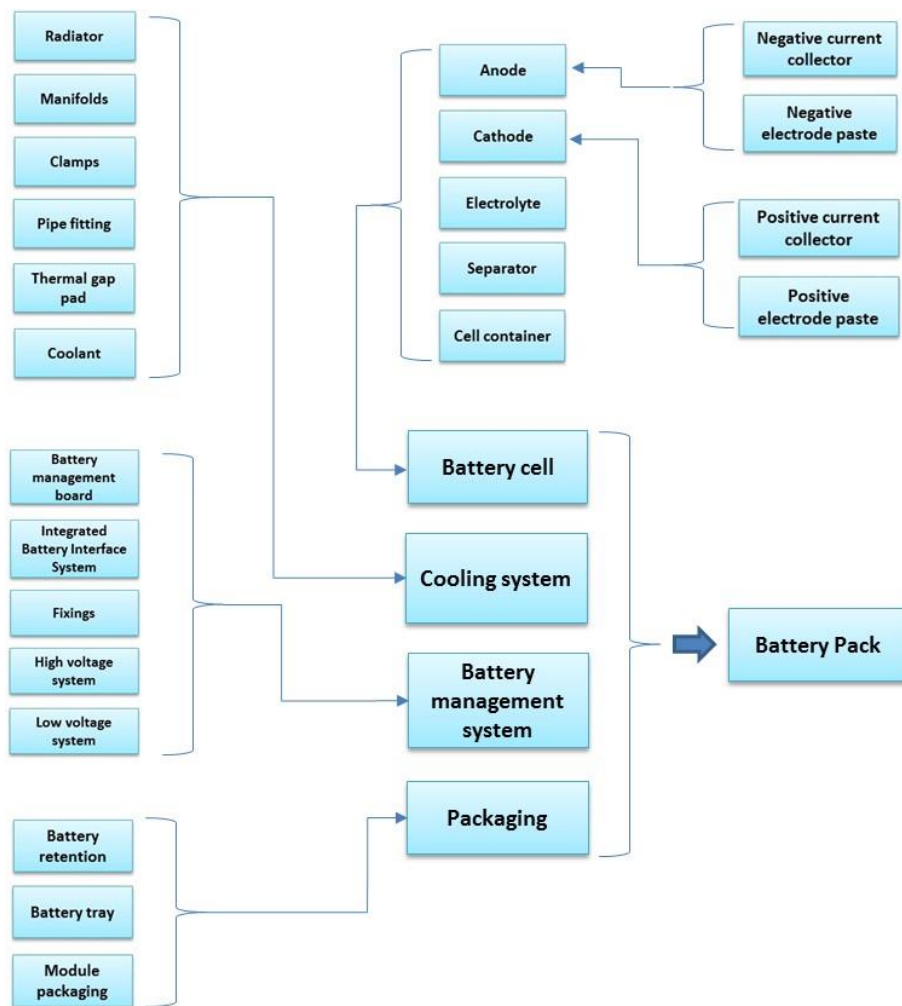 Radiator
Manifolds
Clamps
Pipe fitting
Thermal gap
pad
Coolant
Anode
Cathode
Electrolyte
Separator
Cell container
Negative current
collector
Negative
electrode paste
Positive current
collector
Positive
electrode paste
Battery
management
board
Integrated
Battery Interface
System
Fixings
High voltage
system
Low voltage
system
Battery cell
Cooling system
Battery
management
system
Packaging
Battery Pack
Battery
retention
Battery tray
Module
packaging